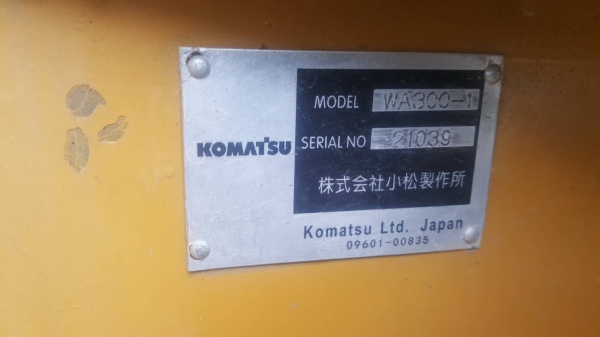 MODEL WA300-1
KOMATSU SERIAL NO 21039
株式会社小松製作所
Komatsu Ltd. Japan
09601-00835